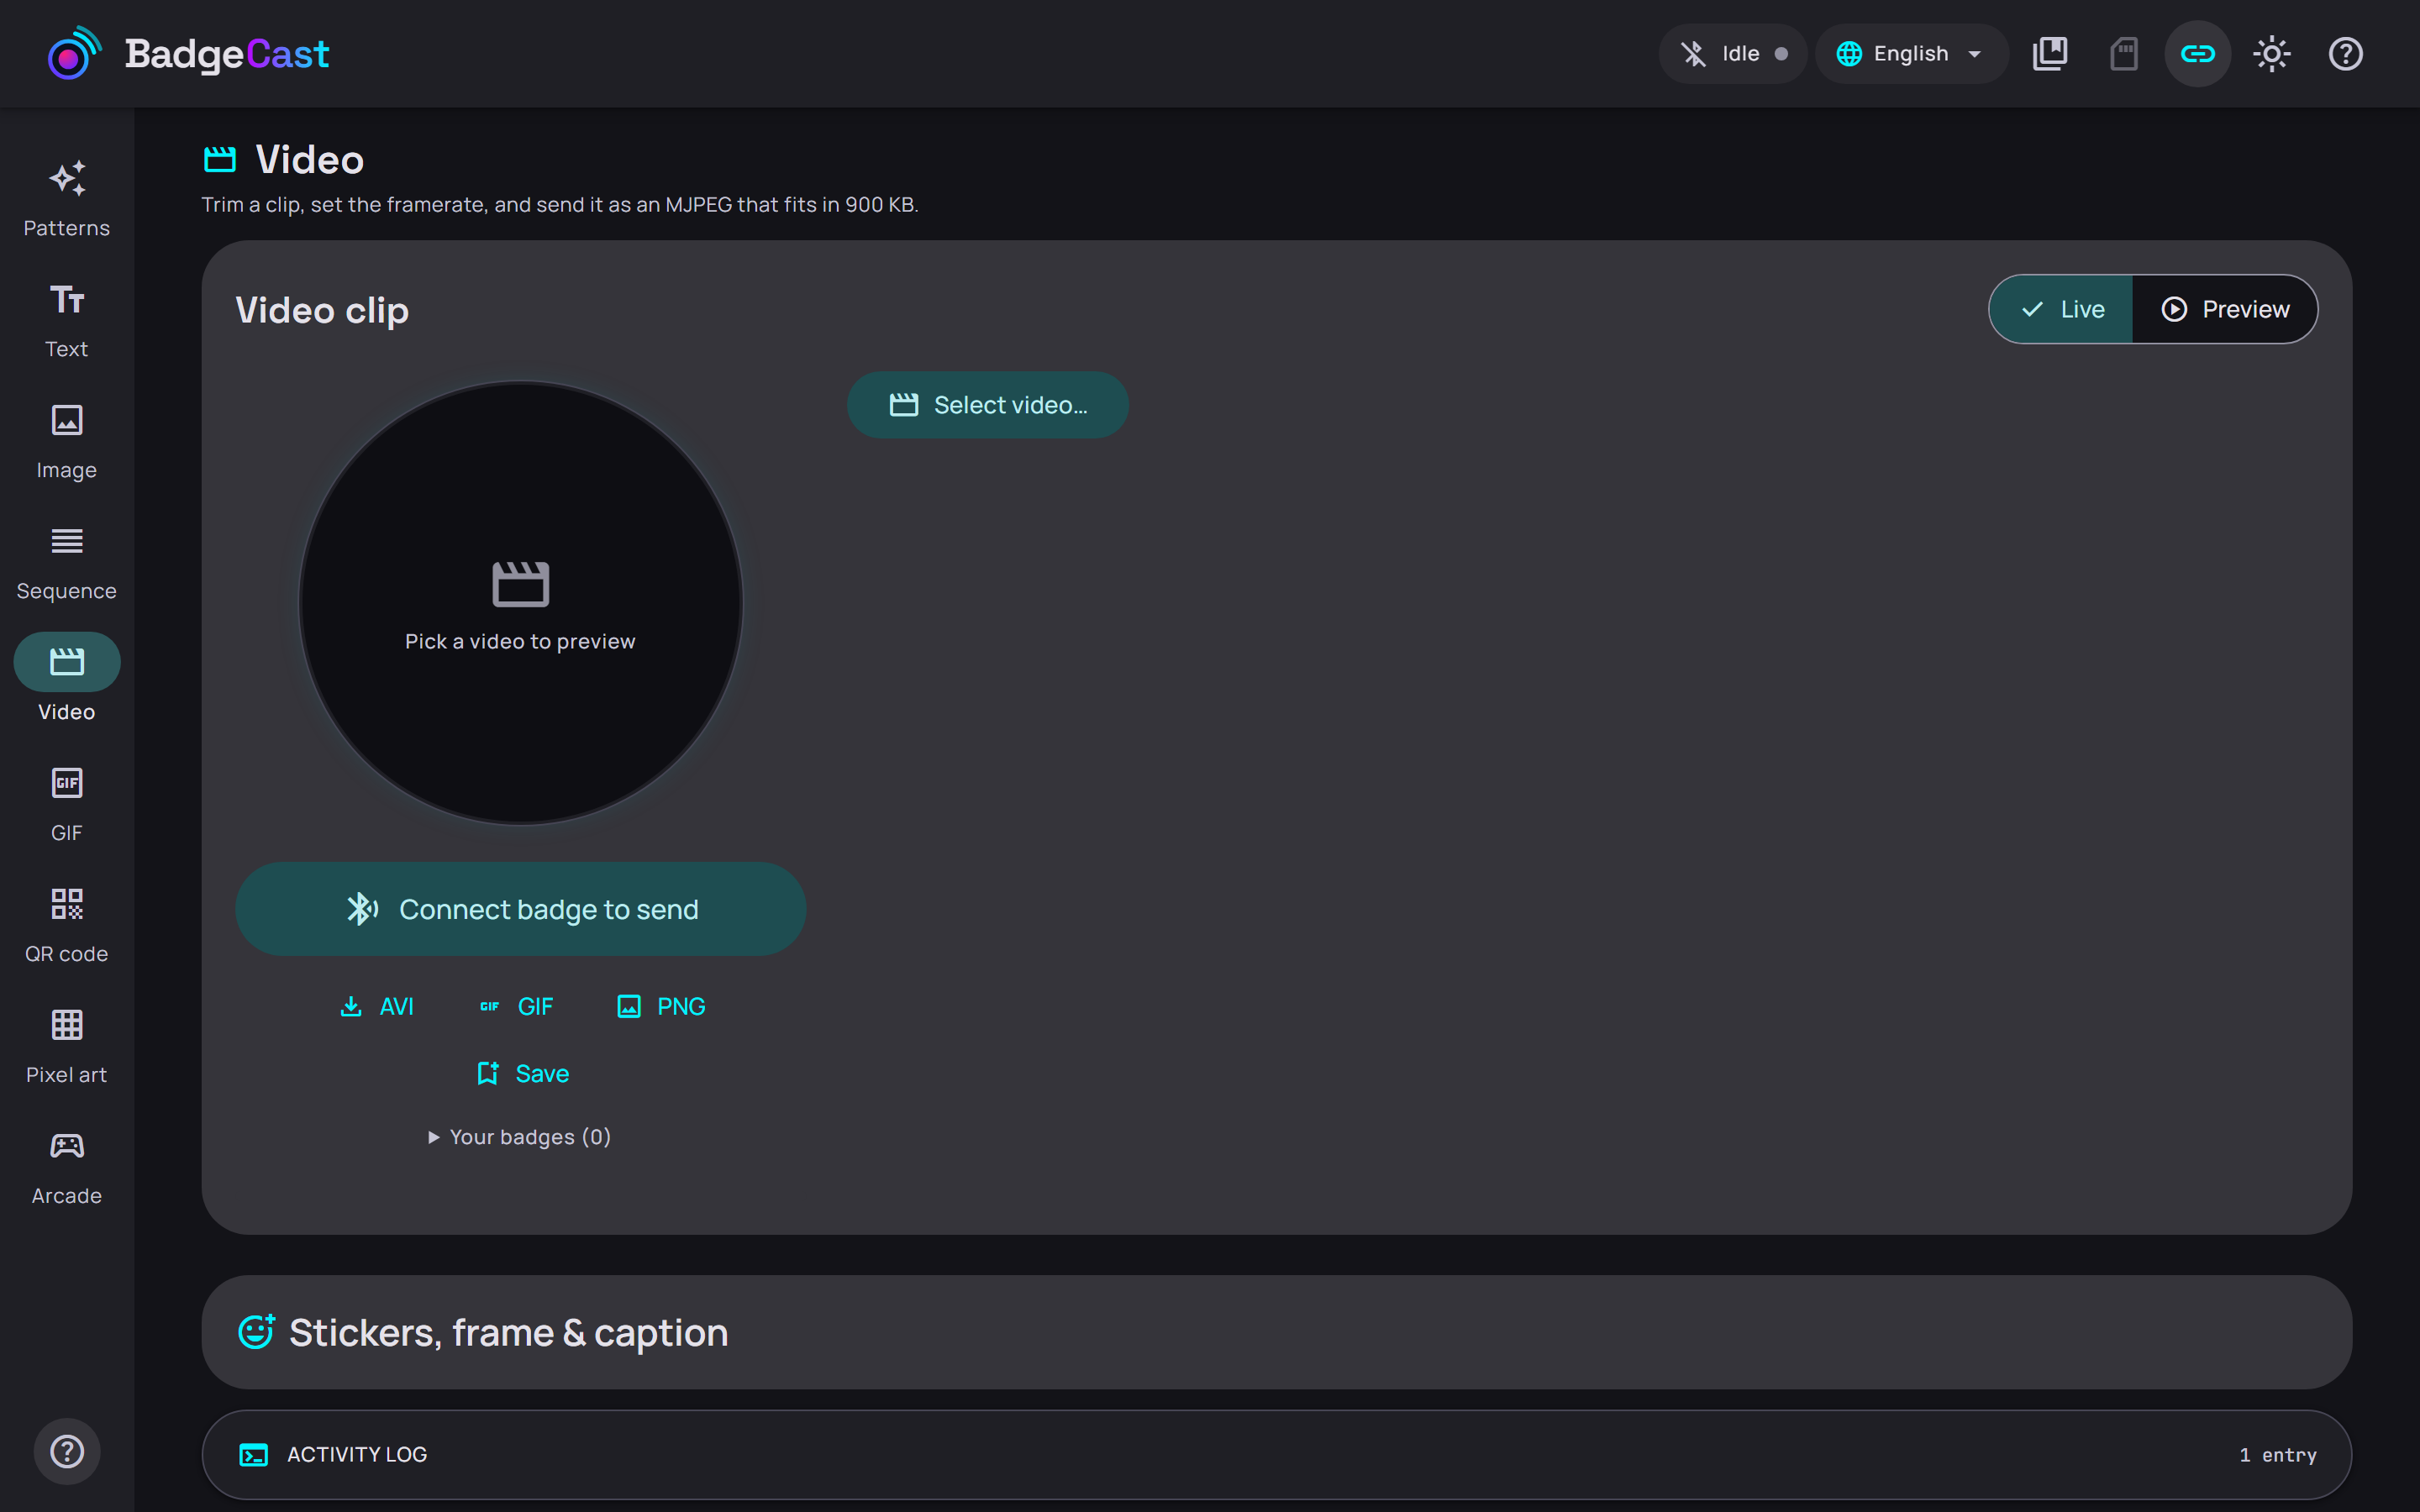 BadgeCast
Idle
English
Patterns
Text
Image
Sequence
Video
GIF
QR code
Pixel art
Arcade
Video
Trim a clip, set the framerate, and send it as an MJPEG that fits in 900 KB.
Video clip
Live
Preview
Select video...
Pick a video to preview
Connect badge to send
AVI
GIF
GIF
PNG
Save
Your badges (0)
Stickers, frame & caption
ACTIVITY LOG
1 entry